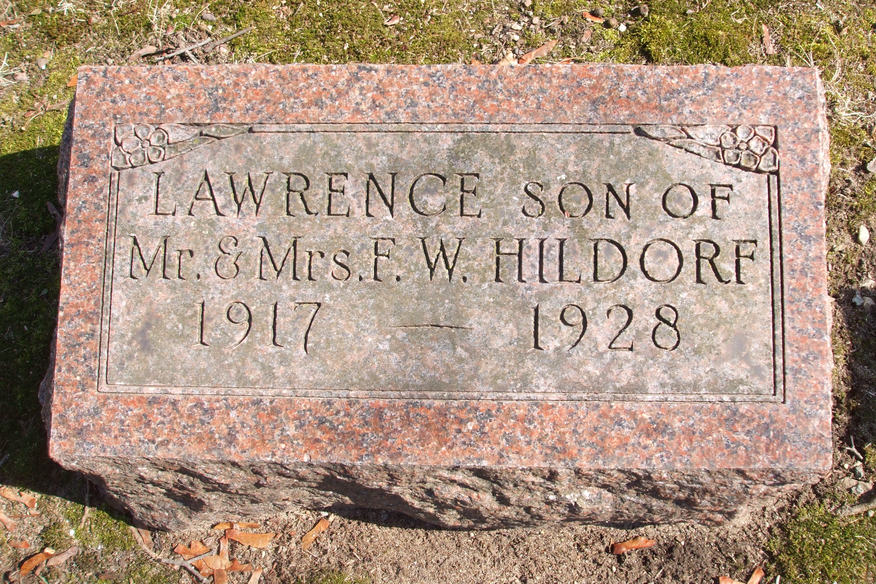 LAWRENCE SON OF
Mr. & Mrs. F. W. HILDORF
1917 — 1928